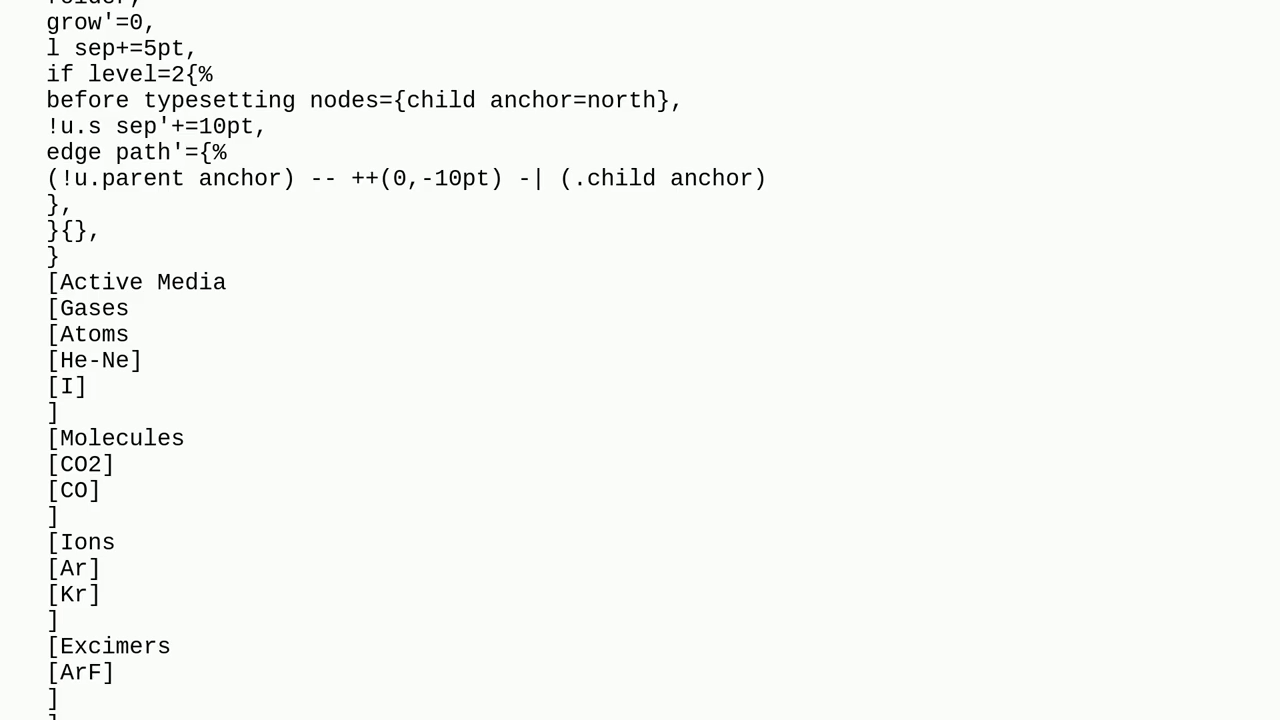 folder,
grow'=0,
l sep+=5pt,
if level=2{%
before typesetting nodes={child anchor=north},
!u.s sep'+=10pt,
edge path'={%
(!u.parent anchor) -- ++(0,-10pt) -| (.child anchor)
},
}{},
}
[Active Media
[Gases
[Atoms
[He-Ne]
[I]
]
[Molecules
[CO2]
[CO]
]
[Ions
[Ar]
[Kr]
]
[Excimers
[ArF]
]
]